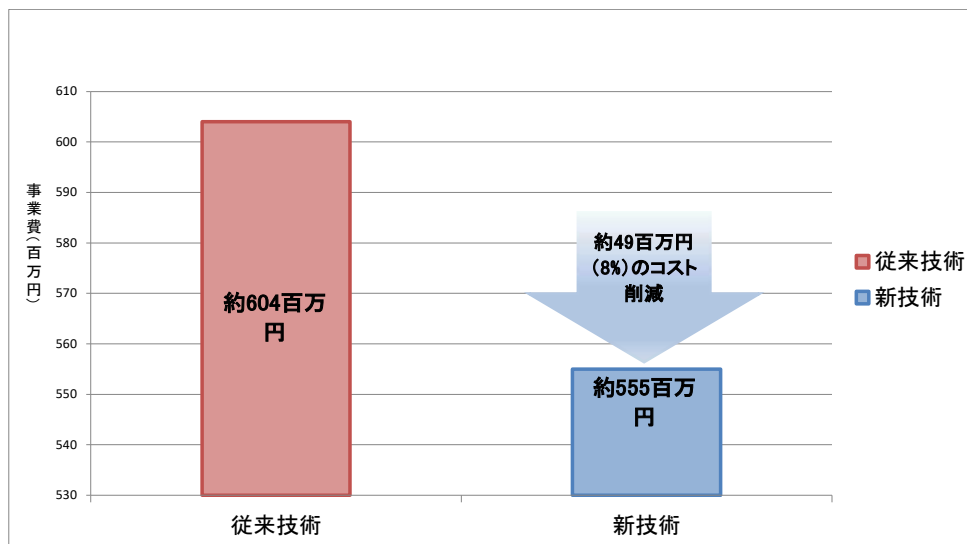 610
600
590
580
570
560
550
540
530
事業費(百万円)
約604百万
円
約49百万円
(8%)のコスト
削減
約555百万
円
従来技術
新技術
従来技術
新技術